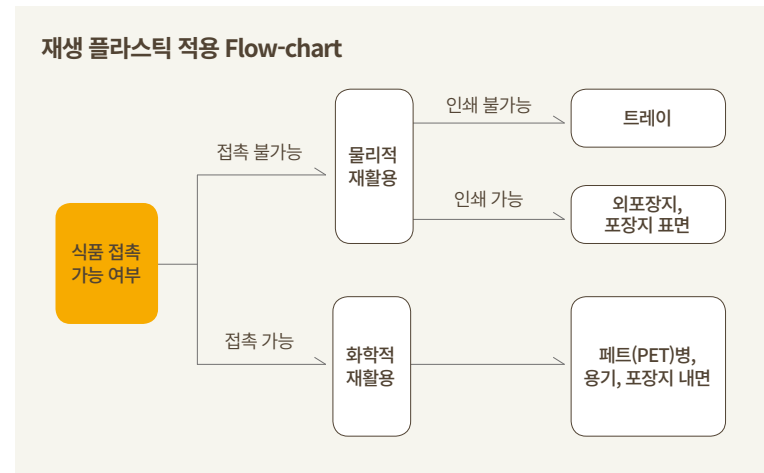 재생 플라스틱 적용 Flow-chart
식품 접촉
가능 여부
접촉 불가능
물리적
재활용
인쇄 불가능
트레이
인쇄 가능
외포장지,
포장지 표면
접촉 가능
화학적
재활용
페트(PET)병,
용기, 포장지 내면